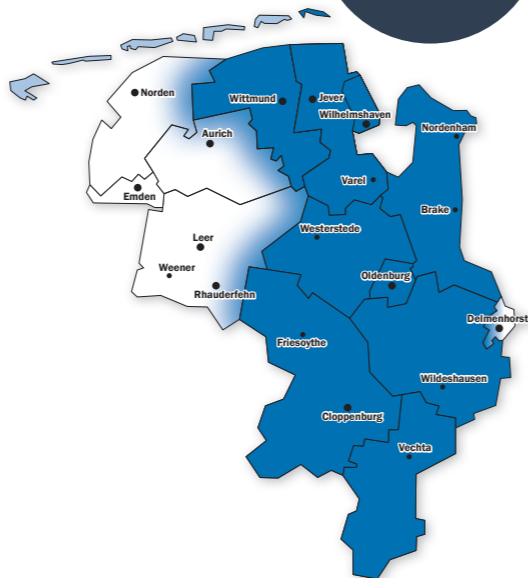 Norden
Wittmund
Jever
Wilhelmshaven
Nordenham
Aurich
Varel
Emden
Brake
Westerstede
Leer
Weener
Oldenburg
Rhauderfehn
Delmenhorst
Friesoythe
Wildeshausen
Cloppenburg
Vechta